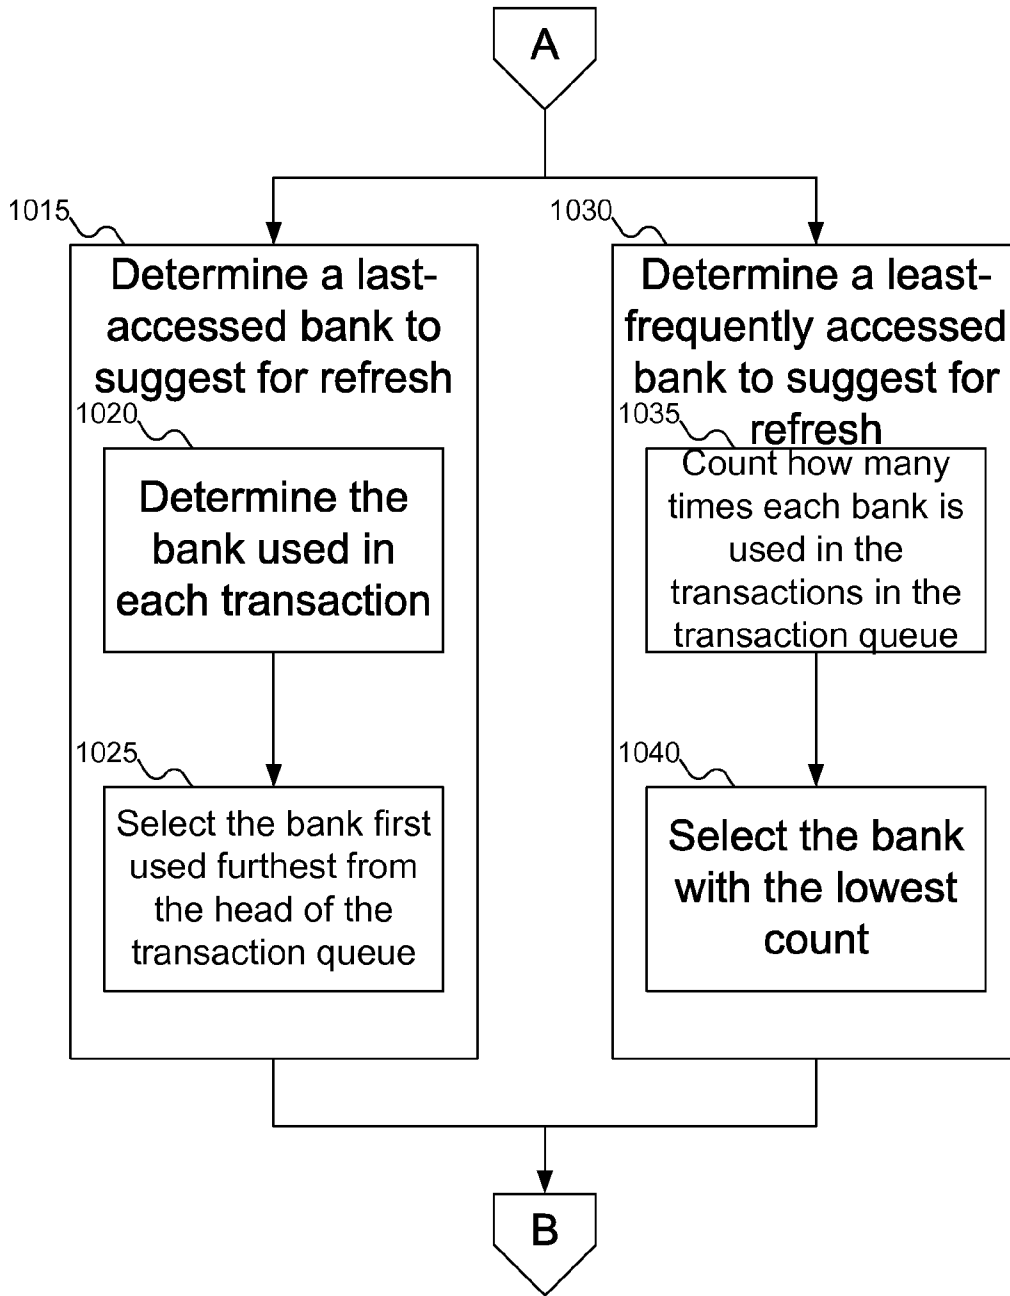 A
1015
Determine a last-
accessed bank to
suggest for refresh
1020
Determine the
bank used in
each transaction
1025
Select the bank first
used furthest from
the head of the
transaction queue
1030
Determine a least-
frequently accessed
bank to suggest for
refresh
1035
Count how many
times each bank is
used in the
transactions in the
transaction queue
1040
Select the bank
with the lowest
count
B